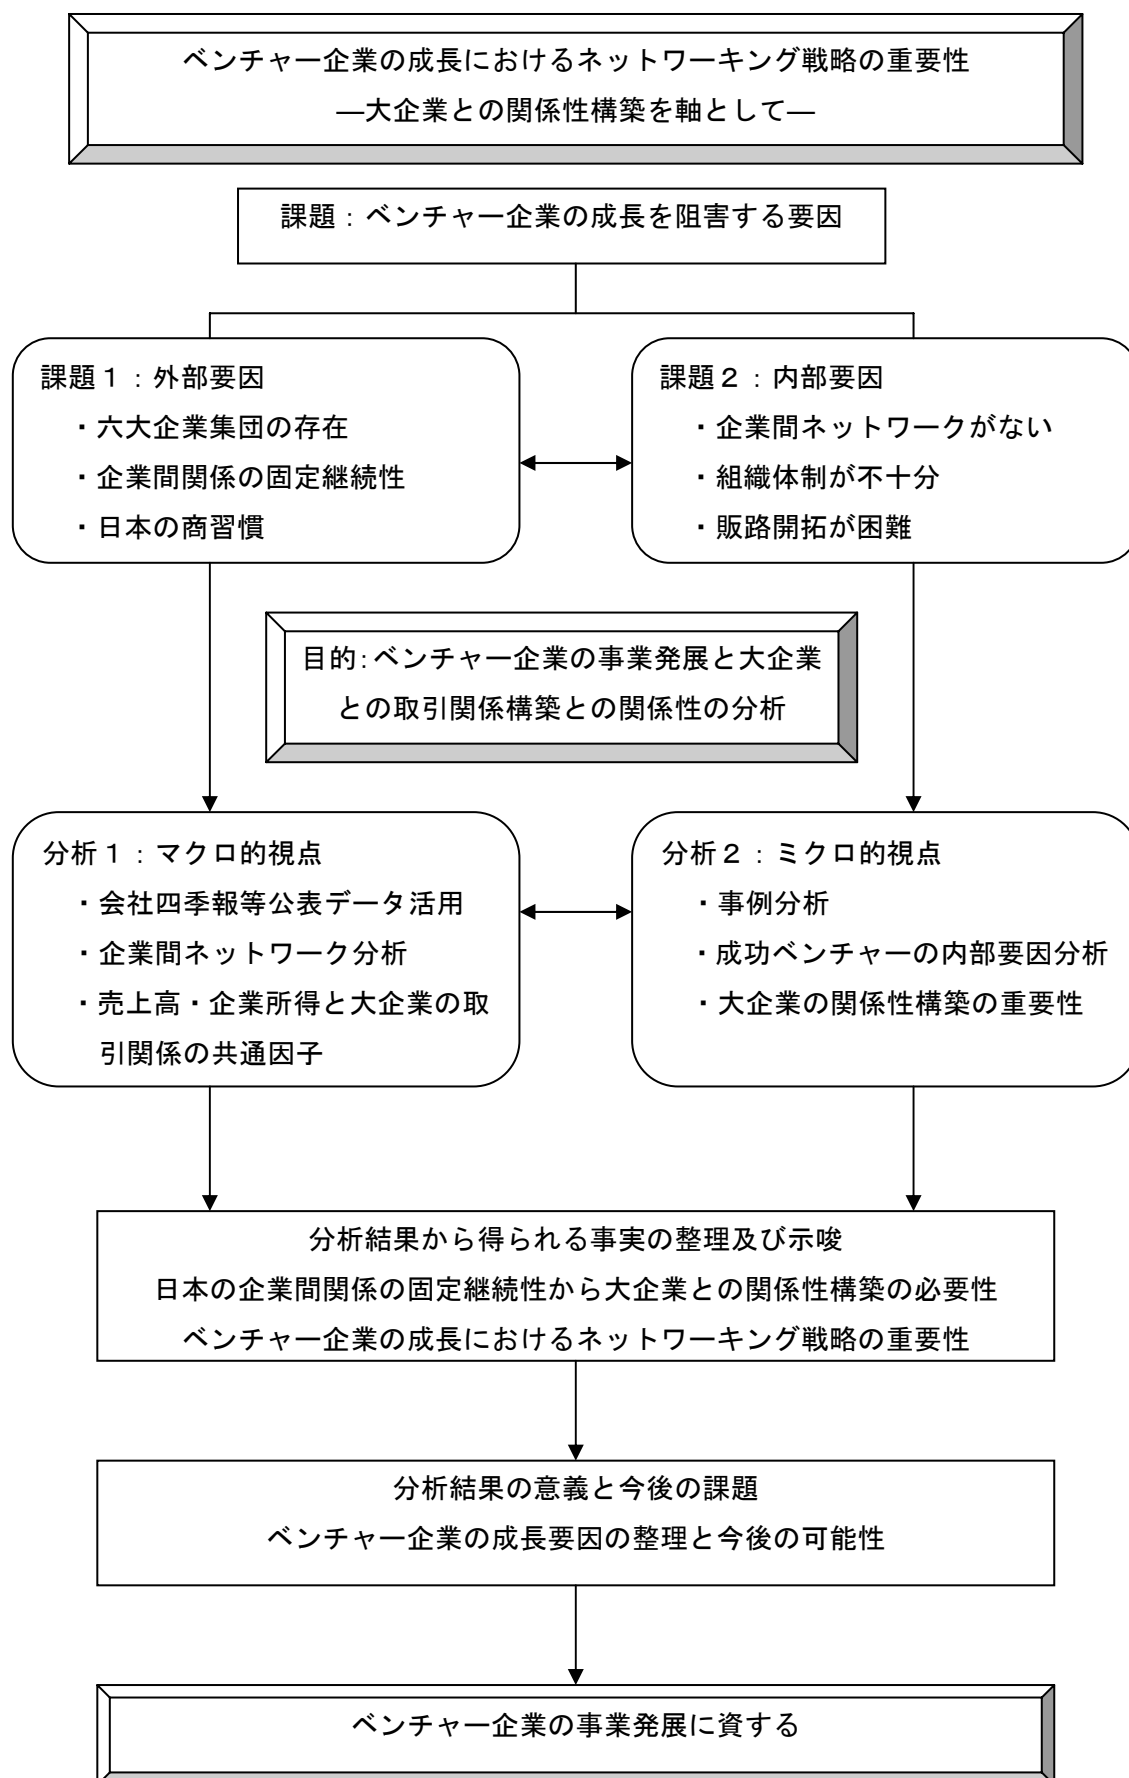 ベンチャー企業の成長におけるネットワーキング戦略の重要性
―大企業との関係性構築を軸として―
課題：ベンチャー企業の成長を阻害する要因
課題１：外部要因
・六大企業集団の存在
・企業間関係の固定継続性
・日本の商習慣
課題２：内部要因
・企業間ネットワークがない
・組織体制が不十分
・販路開拓が困難
目的：ベンチャー企業の事業発展と大企業
との取引関係構築との関係性の分析
分析１：マクロ的視点
・会社四季報等公表データ活用
・企業間ネットワーク分析
・売上高・企業所得と大企業の取
引関係の共通因子
分析２：ミクロ的視点
・事例分析
・成功ベンチャーの内部要因分析
・大企業の関係性構築の重要性
分析結果から得られる事実の整理及び示唆
日本の企業間関係の固定継続性から大企業との関係性構築の必要性
ベンチャー企業の成長におけるネットワーキング戦略の重要性
分析結果の意義と今後の課題
ベンチャー企業の成長要因の整理と今後の可能性
ベンチャー企業の事業発展に資する